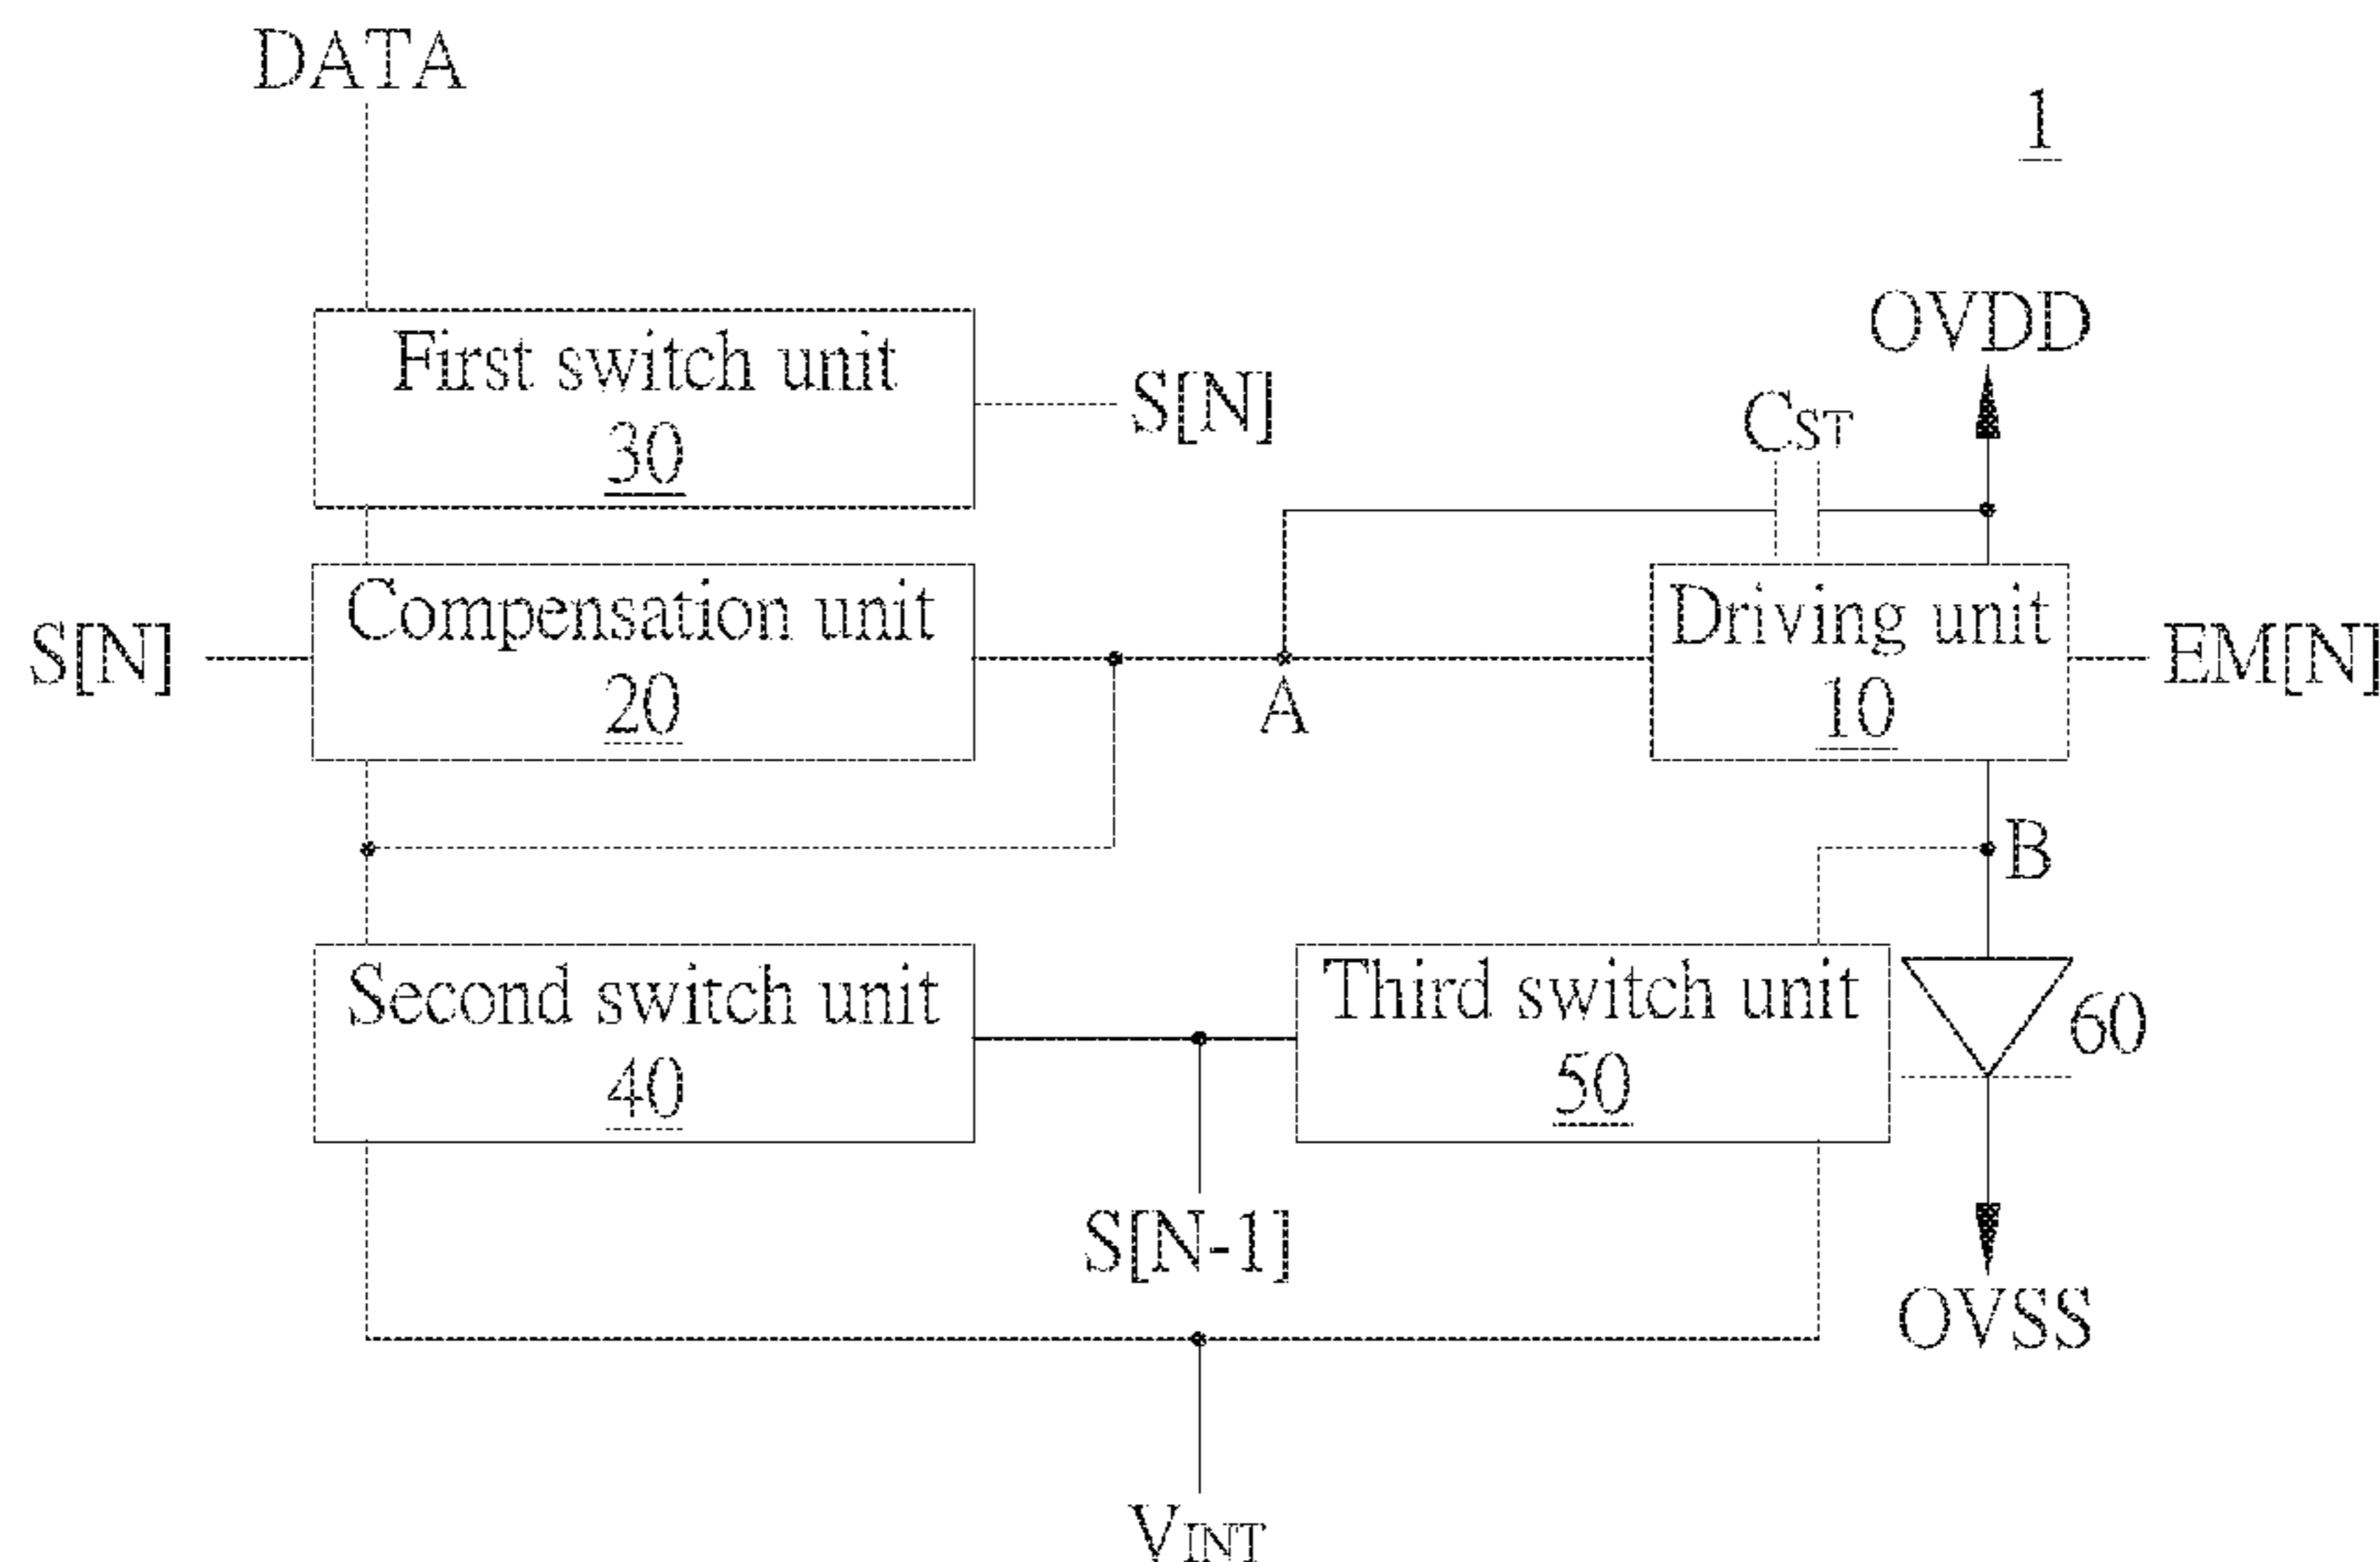 DATA
1
OVDD
First switch unit
30
S[N]
CST
S[N]
Compensation unit
20
A
Driving unit
10
EM[N]
B
Second switch unit
40
Third switch unit
50
60
S[N-1]
OVSS
VINT